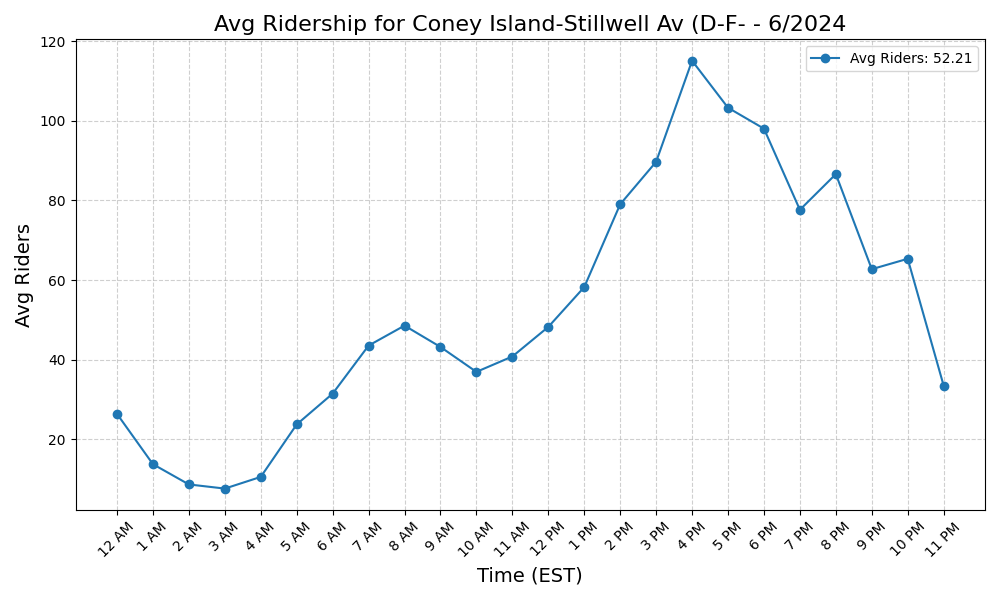 Avg Ridership for Coney Island-Stillwell Av (D-F- - 6/2024
Avg Riders: 52.21
120
100
80
60
40
20
Avg Riders
12 AM
1 AM
2 AM
3 AM
4 AM
5 AM
6 AM
7 AM
8 AM
9 AM
10 AM
11 AM
12 PM
1 PM
2 PM
3 PM
4 PM
5 PM
6 PM
7 PM
8 PM
9 PM
10 PM
11 PM
Time (EST)